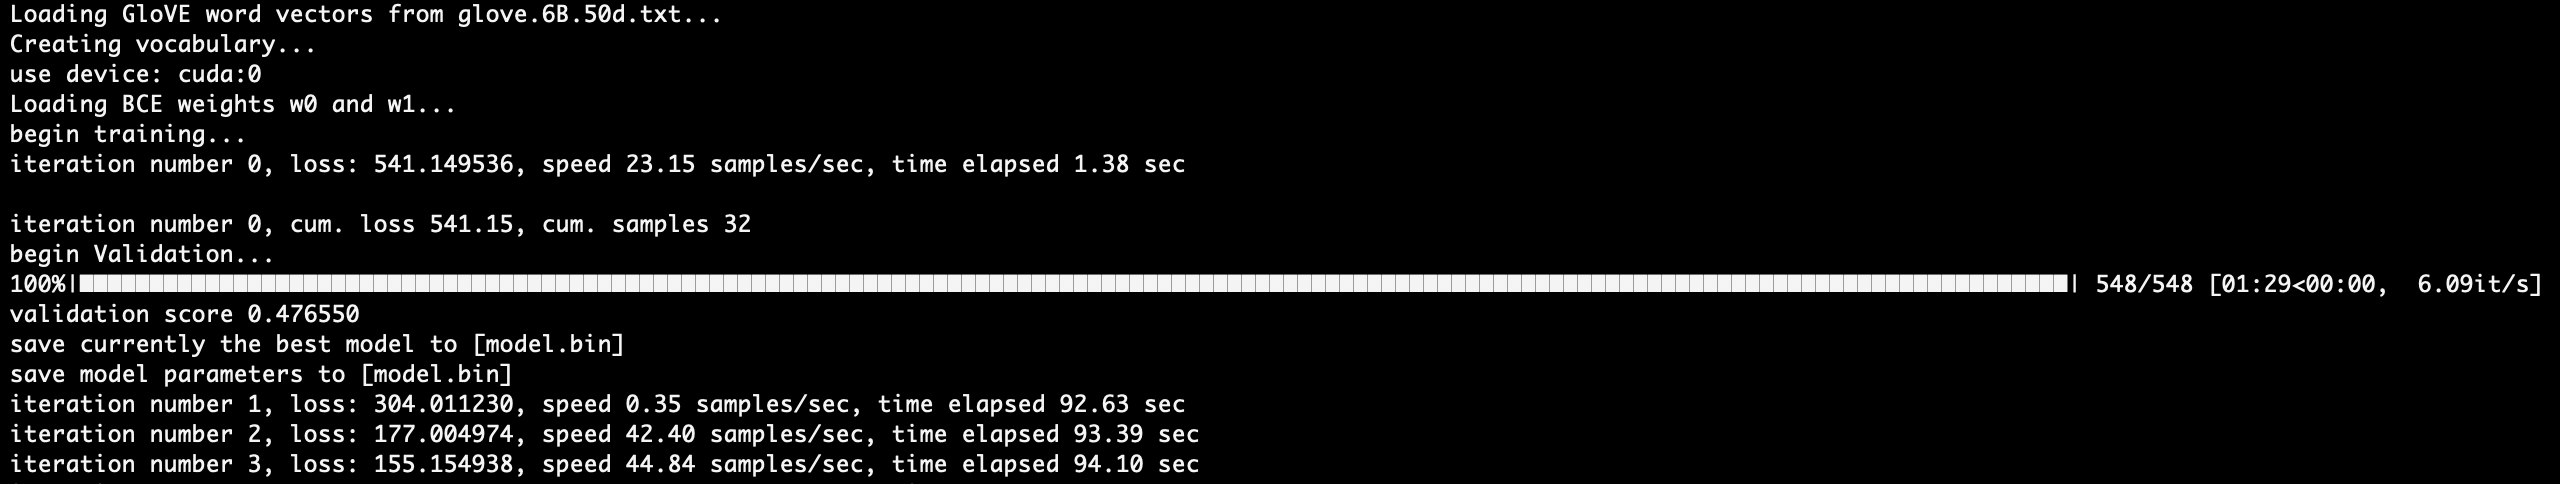 Loading GloVE word vectors from glove.6B.50d.txt...
Creating vocabulary...
use device: cuda:0
Loading BCE weights w0 and w1...
begin training...
iteration number 0, loss: 541.149536, speed 23.15 samples/sec, time elapsed 1.38 sec
iteration number 0, cum. loss 541.15, cum. samples 32
begin Validation...
100%|██████████| 548/548 [01:29<00:00,  6.09it/s]
validation score 0.476550
save currently the best model to [model.bin]
save model parameters to [model.bin]
iteration number 1, loss: 304.011230, speed 0.35 samples/sec, time elapsed 92.63 sec
iteration number 2, loss: 177.004974, speed 42.40 samples/sec, time elapsed 93.39 sec
iteration number 3, loss: 155.154938, speed 44.84 samples/sec, time elapsed 94.10 sec